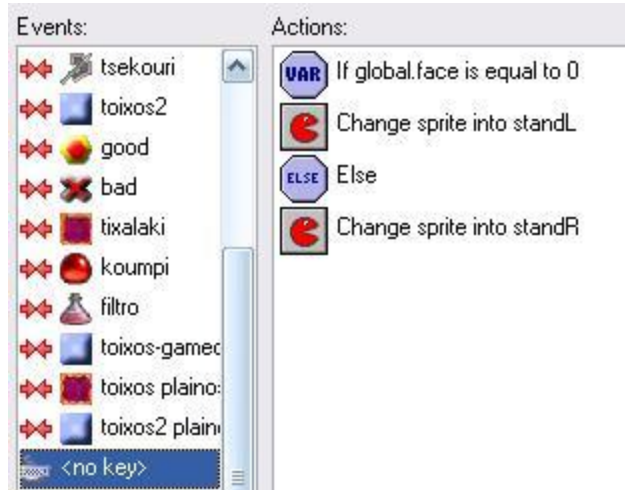 Events:
tsekouri
toixos2
good
bad
tixalaki
koumpi
filtro
toixos-gamec
toixos plaino
toixos2 plain
<no key>
Actions:
VAR If global.face is equal to 0
Change sprite into standL
ELSE Else
Change sprite into standR